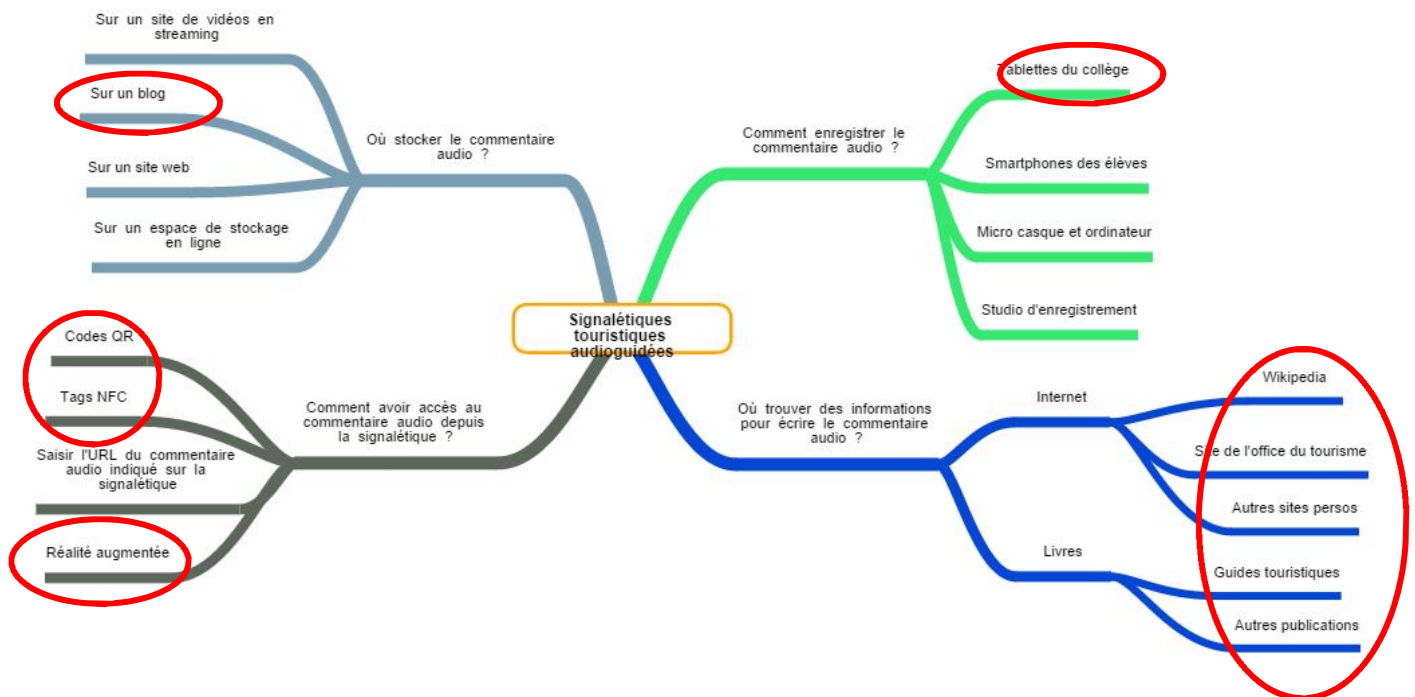 Sur un site de vidéos en
streaming
Sur un blog
Sur un site web
Sur un espace de stockage
en ligne
Où stocker le commentaire
audio ?
Comment enregistrer le
commentaire audio ?
Tablettes du collège
Smartphones des élèves
Micro casque et ordinateur
Studio d'enregistrement
Signalétiques
touristiques
audioguidées
Codes QR
Tags NFC
Saisir l'URL du commentaire
audio indiqué sur la
signalètique
Réalité augmentée
Comment avoir accès au
commentaire audio depuis
la signalétique ?
Où trouver des informations
pour écrire le commentaire
audio ?
Internet
Wikipedia
Site de l'office du tourisme
Autres sites persos
Livres
Guides touristiques
Autres publications